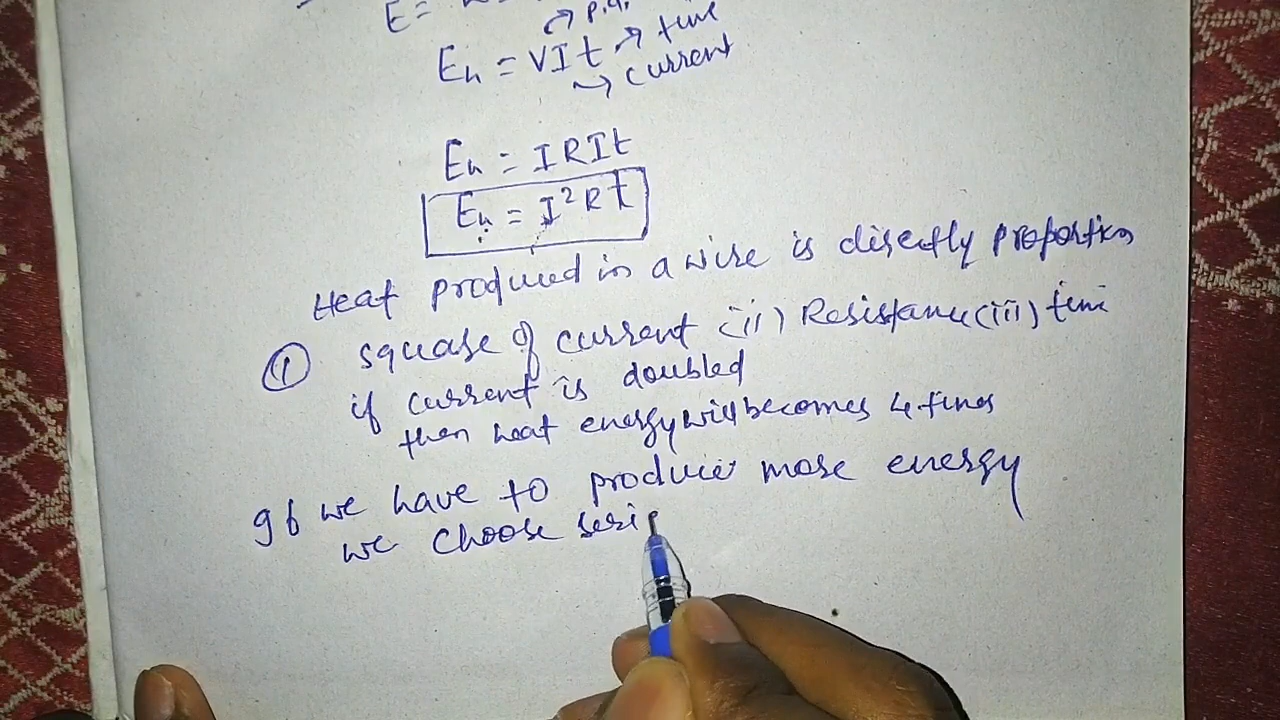 E =
→ p.d.
Eh = VIt → time
→ current
Eh = IRIt
Eh = I²Rt
Heat produced in a wire is directly proportion
① square of current (ii) Resistance (iii) time
if current is doubled
then heat energy will becomes 4 times
If we have to produce more energy
we choose seri